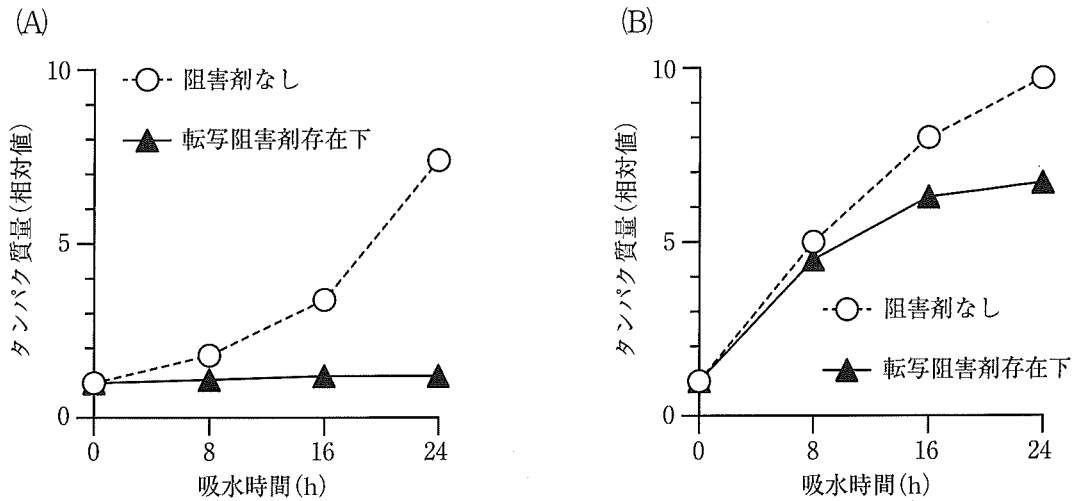 (A)
タンパク質量(相対値)
10
5
0
阻害剤なし
転写阻害剤存在下
0 8 16 24
吸水時間(h)
(B)
タンパク質量(相対値)
10
5
0
阻害剤なし
転写阻害剤存在下
0 8 16 24
吸水時間(h)